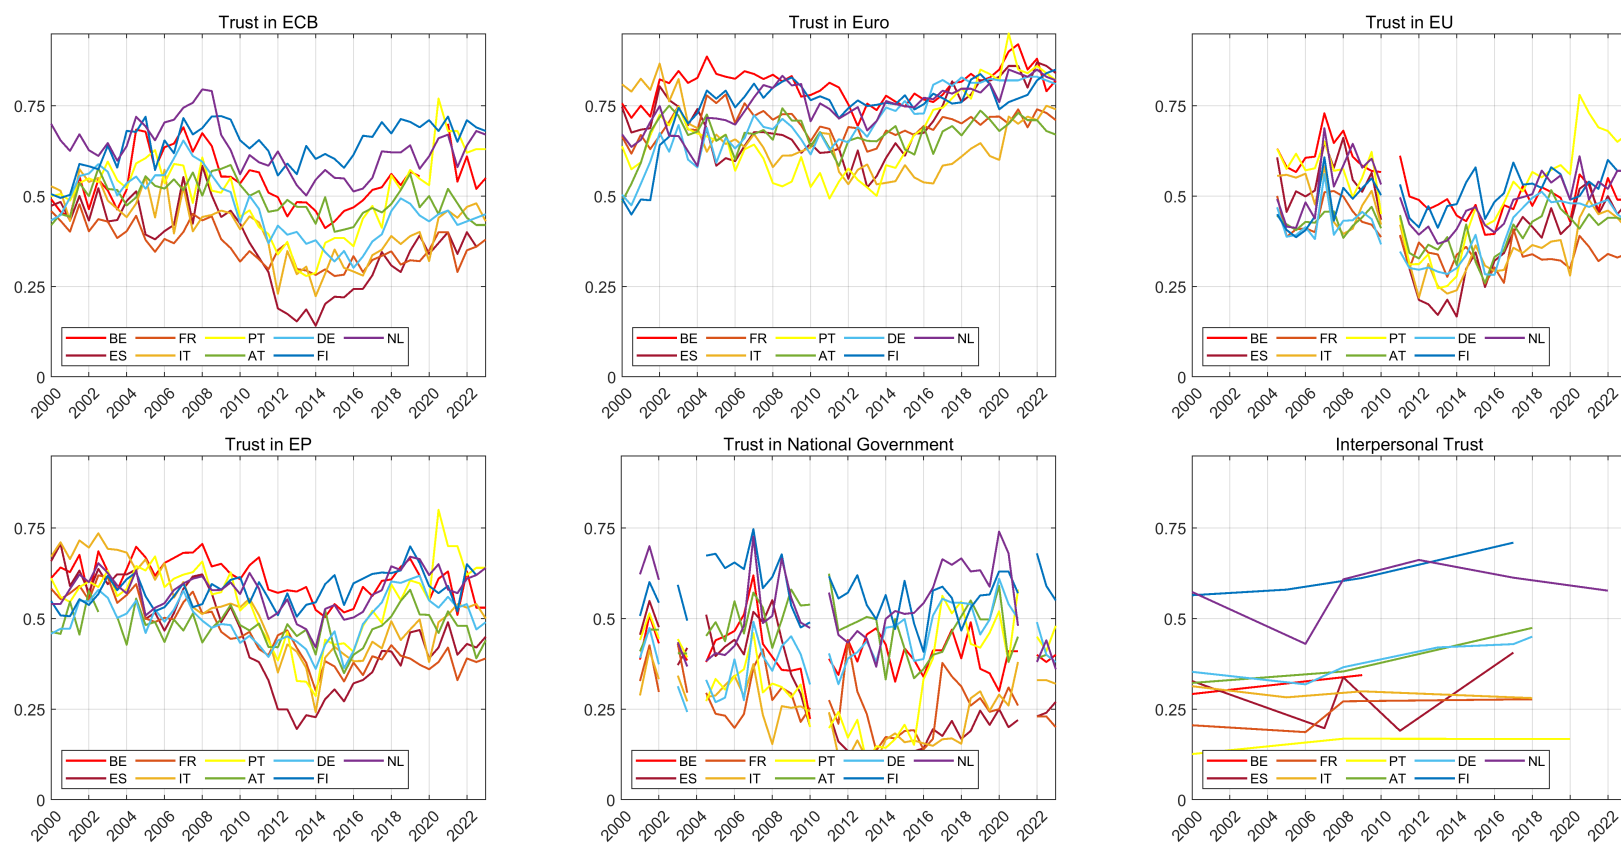 Trust in ECB
0.75
0.5
0.25
0
BE FR PT DE NL
ES IT AT FI
2000 2002 2004 2006 2008 2010 2012 2014 2016 2018 2020 2022
Trust in Euro
0.75
0.5
0.25
0
BE FR PT DE NL
ES IT AT FI
2000 2002 2004 2006 2008 2010 2012 2014 2016 2018 2020 2022
Trust in EU
0.75
0.5
0.25
0
BE FR PT DE NL
ES IT AT FI
2000 2002 2004 2006 2008 2010 2012 2014 2016 2018 2020 2022
Trust in EP
0.75
0.5
0.25
0
BE FR PT DE NL
ES IT AT FI
2000 2002 2004 2006 2008 2010 2012 2014 2016 2018 2020 2022
Trust in National Government
0.75
0.5
0.25
0
BE FR PT DE NL
ES IT AT FI
2000 2002 2004 2006 2008 2010 2012 2014 2016 2018 2020 2022
Interpersonal Trust
0.75
0.5
0.25
0
BE FR PT DE NL
ES IT AT FI
2000 2002 2004 2006 2008 2010 2012 2014 2016 2018 2020 2022